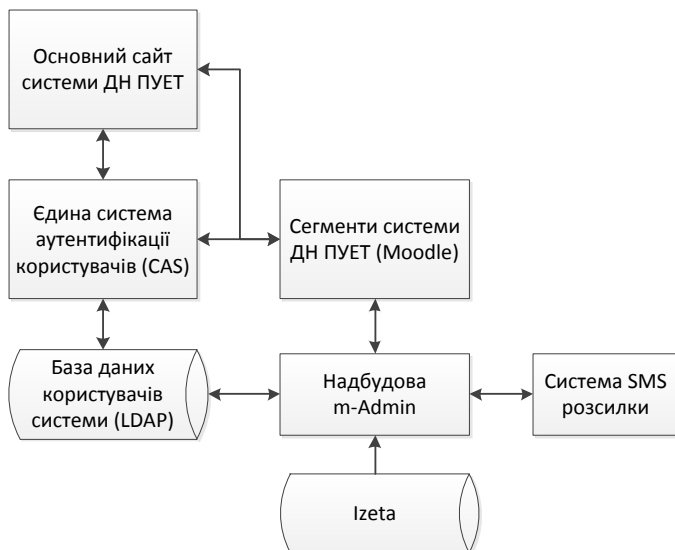 Основний сайт
системи ДН ПУЕТ
Єдина система
аутентифікації
користувачів (CAS)
Сегменти системи
ДН ПУЕТ (Moodle)
База даних
користувачів
системи (LDAP)
Надбудова
m-Admin
Система SMS
розсилки
Izeta